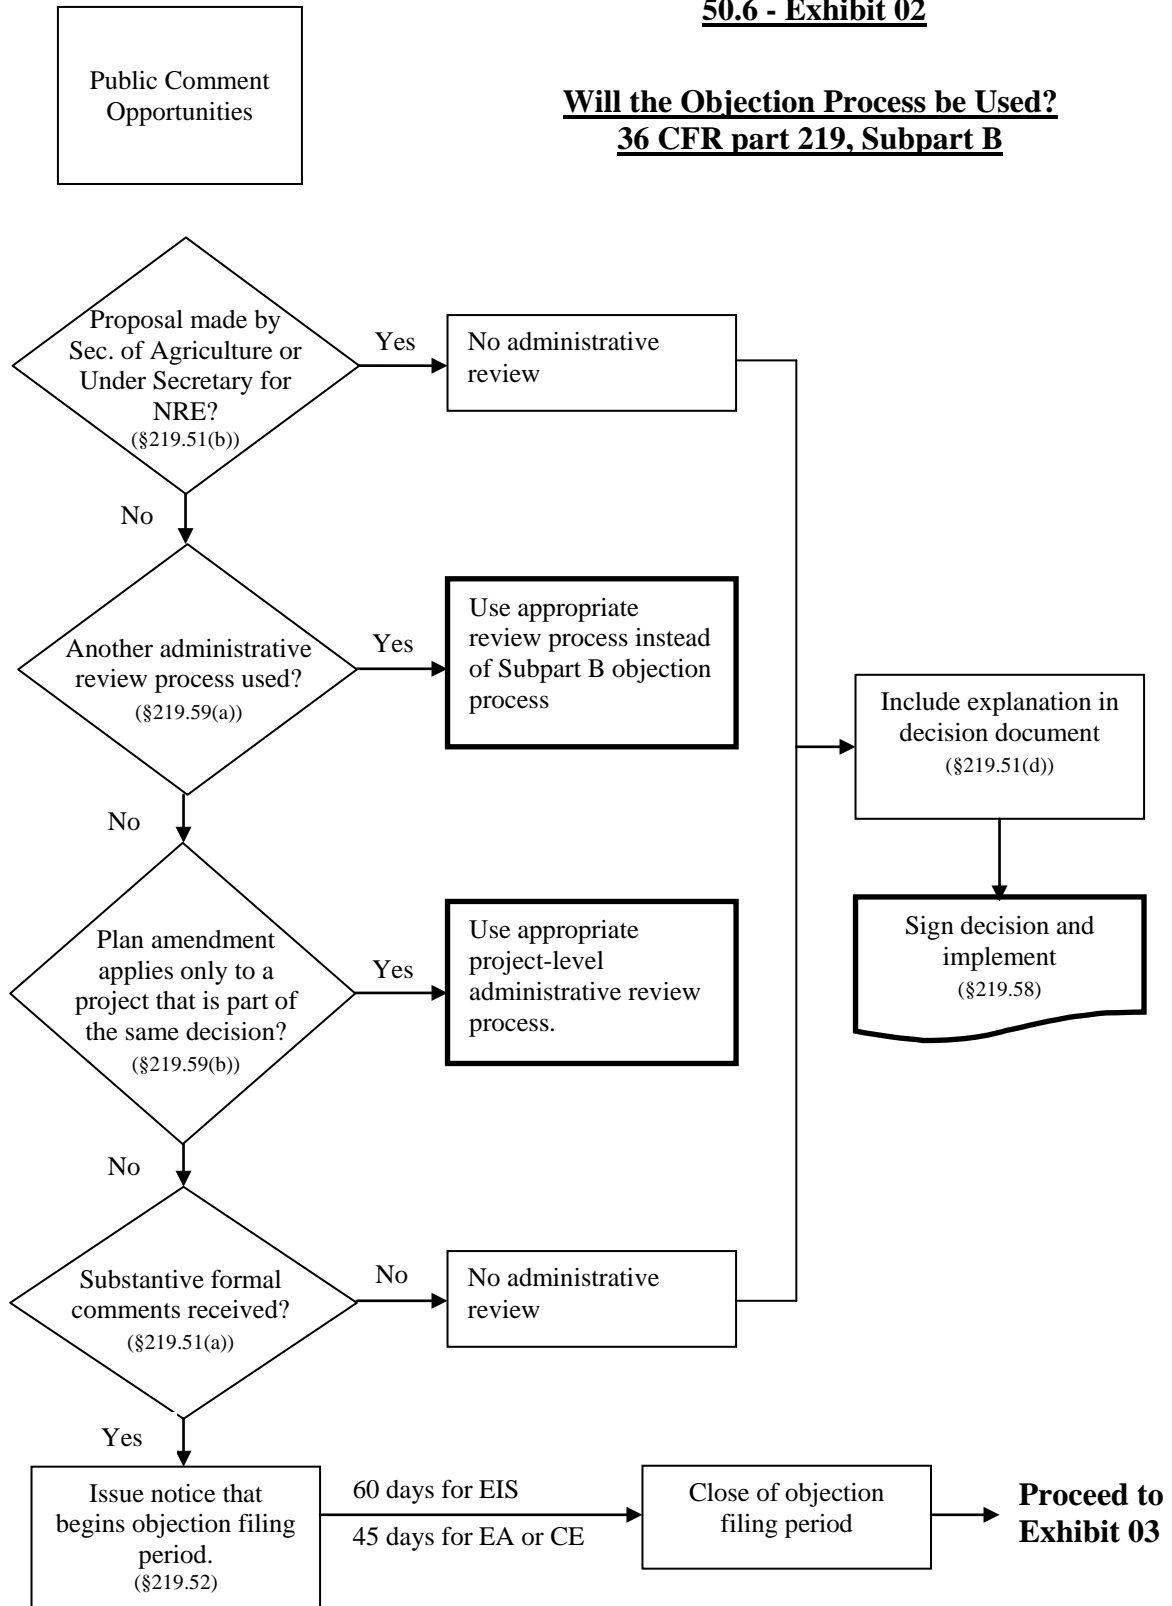 50.6 - Exhibit 02
Public Comment
Opportunities
Will the Objection Process be Used?
36 CFR part 219, Subpart B
Proposal made by
Sec. of Agriculture or
Under Secretary for
NRE?
(§219.51(b))
Yes
No administrative
review
No
Another administrative
review process used?
(§219.59(a))
Yes
Use appropriate
review process instead
of Subpart B objection
process
Include explanation in
decision document
(§219.51(d))
Sign decision and
implement
(§219.58)
No
Plan amendment
applies only to a
project that is part of
the same decision?
(§219.59(b))
Yes
Use appropriate
project-level
administrative review
process.
No
Substantive formal
comments received?
(§219.51(a))
No
No administrative
review
Yes
Issue notice that
begins objection filing
period.
(§219.52)
60 days for EIS
45 days for EA or CE
Close of objection
filing period
Proceed to
Exhibit 03